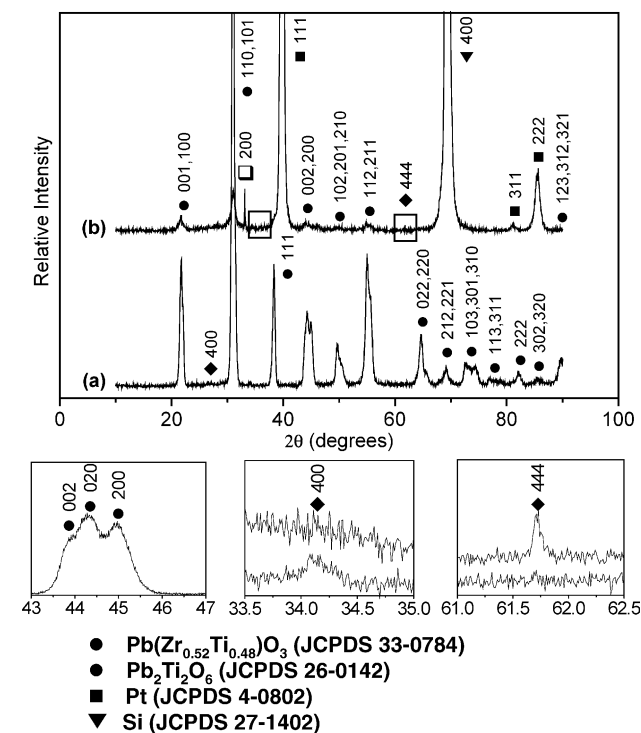 Relative Intensity
110,101
111
400
001,100
200
002,200
102,201,210
112,211
444
311
222
123,312,321
(b)
400
111
022,220
212,221
103,301,310
113,311
222
302,320
(a)
0 20 40 60 80 100
2θ (degrees)
002 020 200
43 44 45 46 47
400
33.5 34.0 34.5 35.0
444
61.0 61.5 62.0 62.5
● Pb(Zr0.52Ti0.48)O3 (JCPDS 33-0784)
● Pb2Ti2O6 (JCPDS 26-0142)
■ Pt (JCPDS 4-0802)
▼ Si (JCPDS 27-1402)